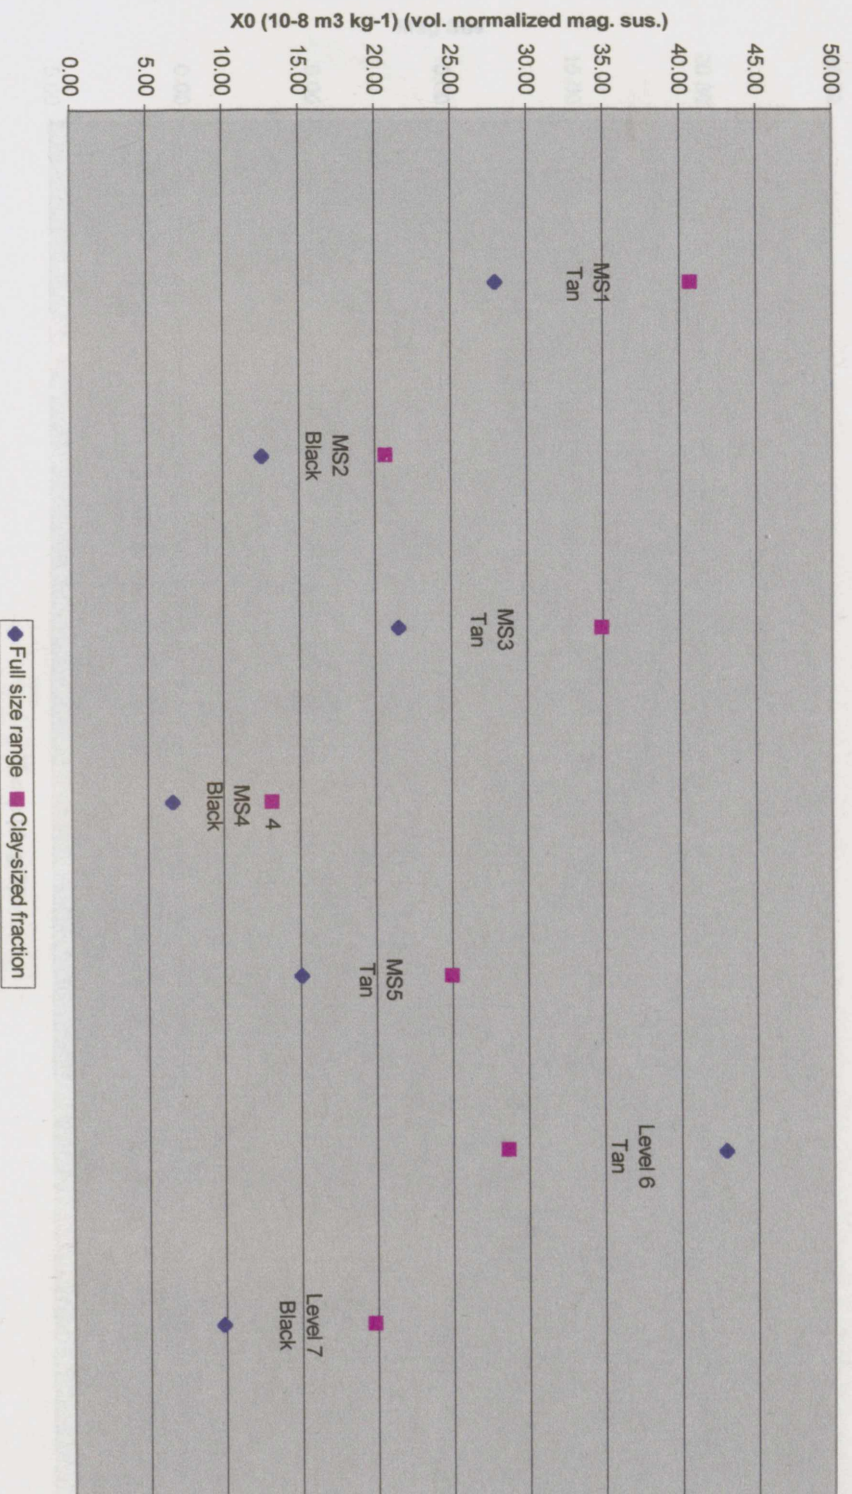 X0 (10-8 m3 kg-1) (vol. normalized mag. sus.)
50.00
45.00
40.00
35.00
30.00
25.00
20.00
15.00
10.00
5.00
0.00
MS1
Tan
MS2
Black
MS3
Tan
4
MS4
Black
MS5
Tan
Level 6
Tan
Level 7
Black
Full size range
Clay-sized fraction